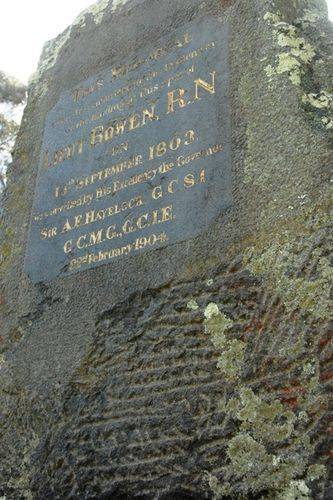 THIS MEMORIAL
LIEUT BOWEN, R.N
ON
SEPTEMBER 1803.
was unveiled by His Excellency the Governor
SIR A. E. HAVELOCK G C S I,
G.C.M.G., G.C.I.E.
22nd February 1904.